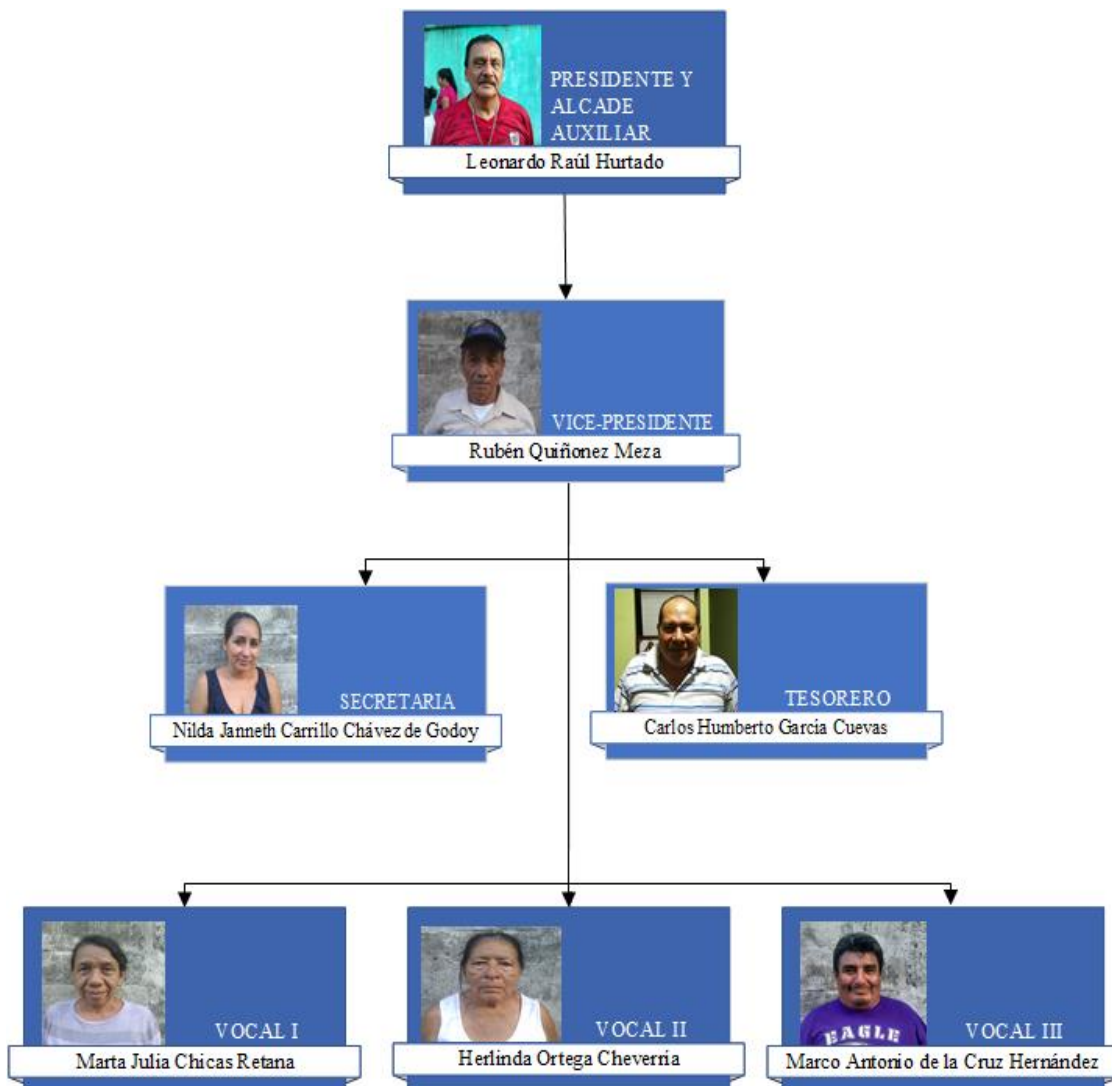 PRESIDENTE Y
ALCADE
AUXILIAR
Leonardo Raúl Hurtado
VICE-PRESIDENTE
Rubén Quiñonez Meza
SECRETARIA
Nilda Janneth Carrillo Chávez de Godoy
TESORERO
Carlos Humberto García Cuevas
VOCAL I
Marta Julia Chicas Retana
VOCAL II
Herlinda Ortega Cheverria
EAGLE
VOCAL III
Marco Antonio de la Cruz Hernández